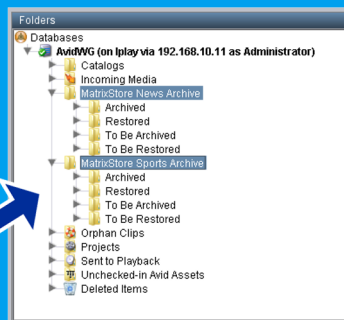 Folders
Databases
AvidWG (on Iplay via 192.168.10.11 as Administrator)
Catalogs
Incoming Media
MatrixStore News Archive
Archived
Restored
To Be Archived
To Be Restored
MatrixStore Sports Archive
Archived
Restored
To Be Archived
To Be Restored
Orphan Clips
Projects
Sent to Playback
Unchecked-in Avid Assets
Deleted Items